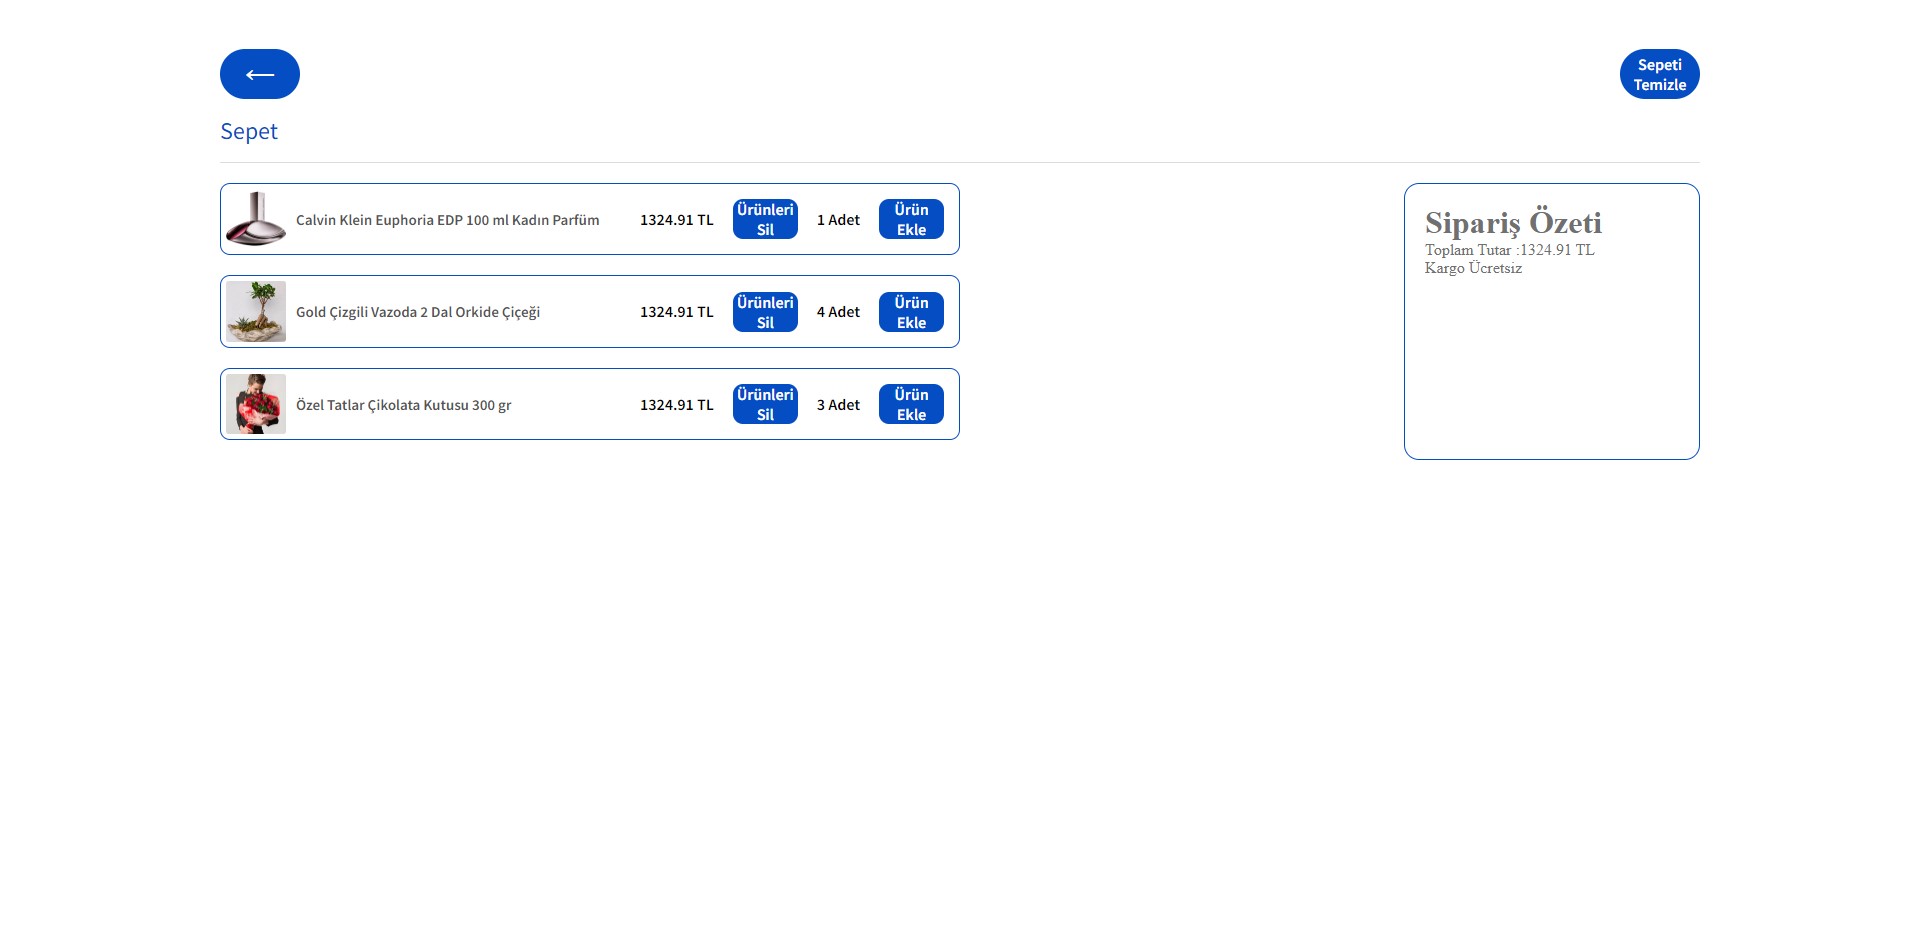 ←
Sepeti
Temizle
Sepet
Calvin Klein Euphoria EDP 100 ml Kadın Parfüm 1324.91 TL Ürünleri Sil 1 Adet Ürün Ekle
Gold Çizgili Vazoda 2 Dal Orkide Çiçeği 1324.91 TL Ürünleri Sil 4 Adet Ürün Ekle
Özel Tatlar Çikolata Kutusu 300 gr 1324.91 TL Ürünleri Sil 3 Adet Ürün Ekle
Sipariş Özeti
Toplam Tutar :1324.91 TL
Kargo Ücretsiz